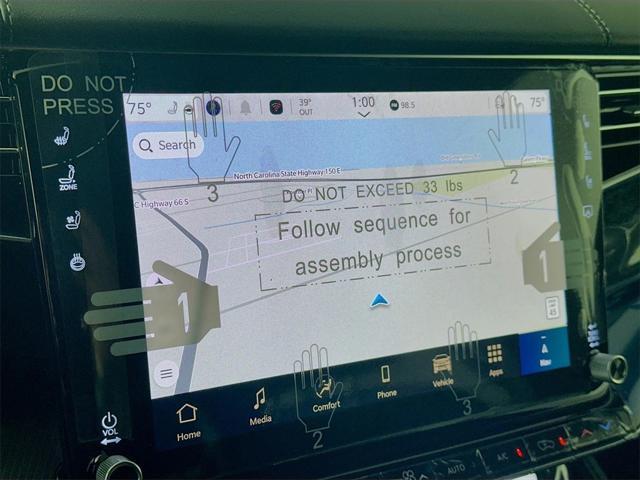 DO NOT
PRESS
75°
39°
OUT
1:00
98.5
75°
Search
North Carolina State Highway 150 E
C Highway 66 S
3
2
DO NOT EXCEED 33 lbs
Follow sequence for
assembly process
1
1
ZONE
45
2
3
Home
Media
Comfort
Phone
Vehicle
Apps
Nav
VOL
AUTO
A/C